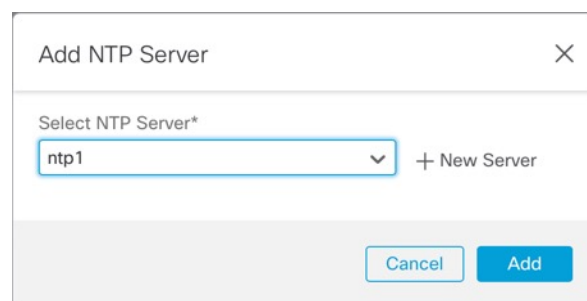 Add NTP Server
Select NTP Server*
ntp1
+ New Server
Cancel
Add